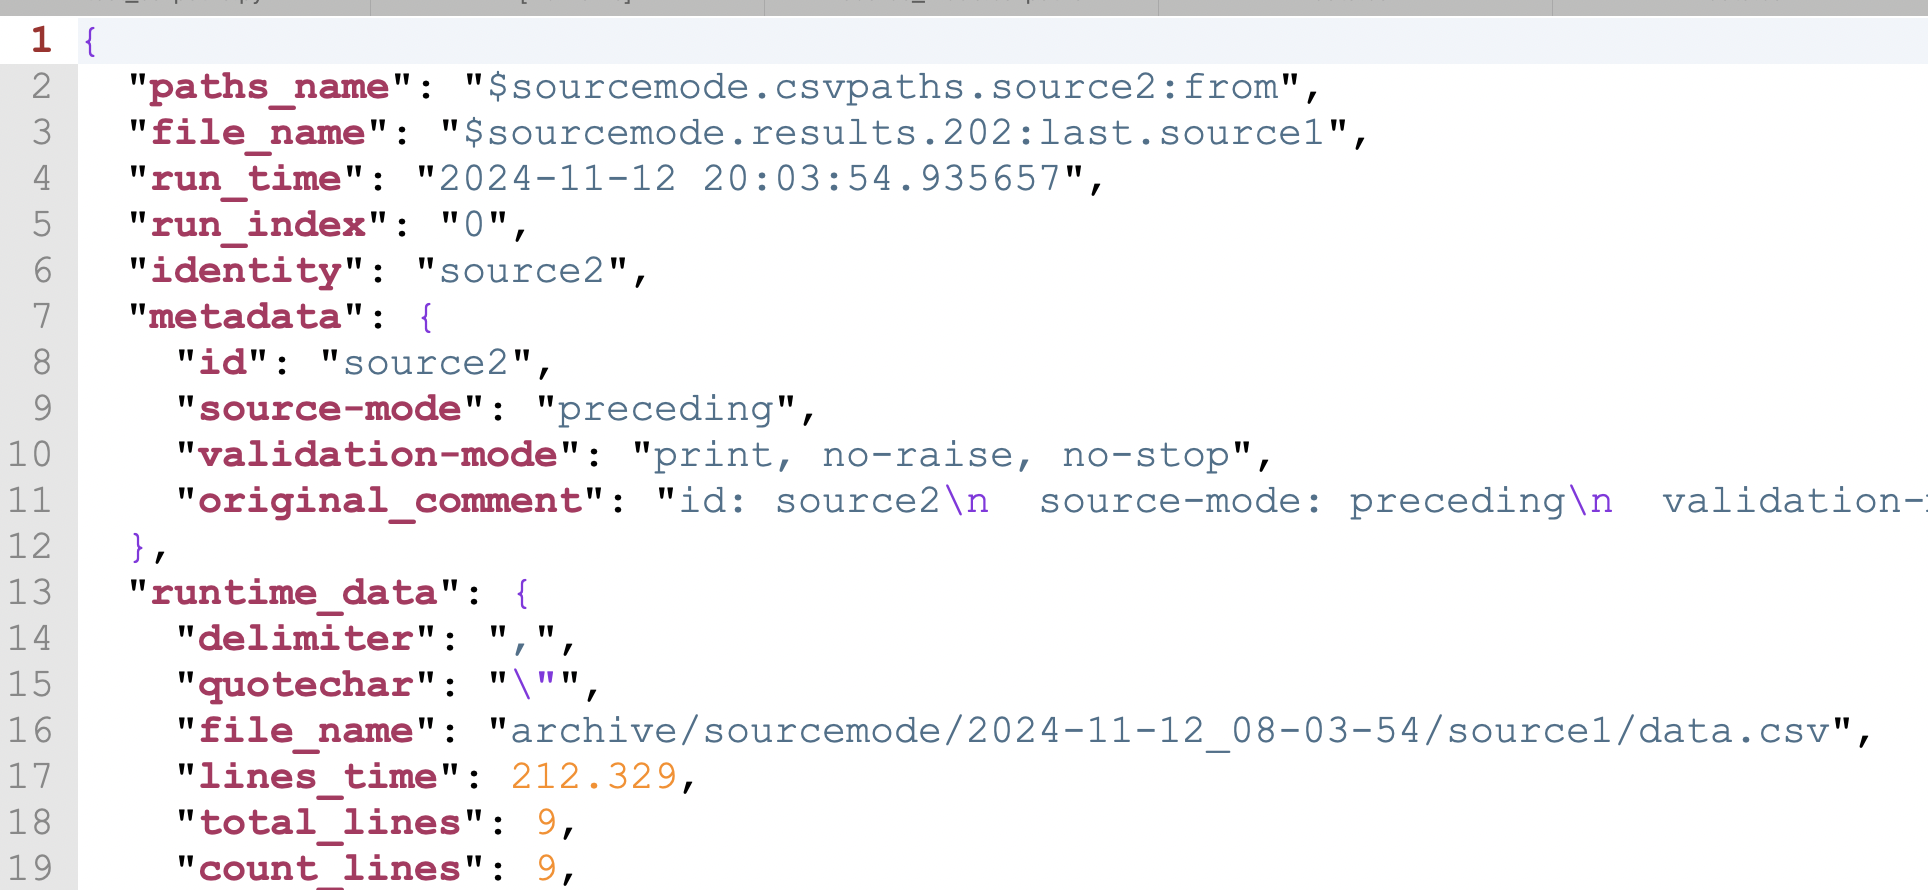 1 {
2 "paths_name": "$sourcemode.csvpaths.source2:from",
3 "file_name": "$sourcemode.results.202:last.source1",
4 "run_time": "2024-11-12 20:03:54.935657",
5 "run_index": "0",
6 "identity": "source2",
7 "metadata": {
8 "id": "source2",
9 "source-mode": "preceding",
10 "validation-mode": "print, no-raise, no-stop",
11 "original_comment": "id: source2\n  source-mode: preceding\n  validation-
12 },
13 "runtime_data": {
14 "delimiter": ",",
15 "quotechar": "\"",
16 "file_name": "archive/sourcemode/2024-11-12_08-03-54/source1/data.csv",
17 "lines_time": 212.329,
18 "total_lines": 9,
19 "count_lines": 9,